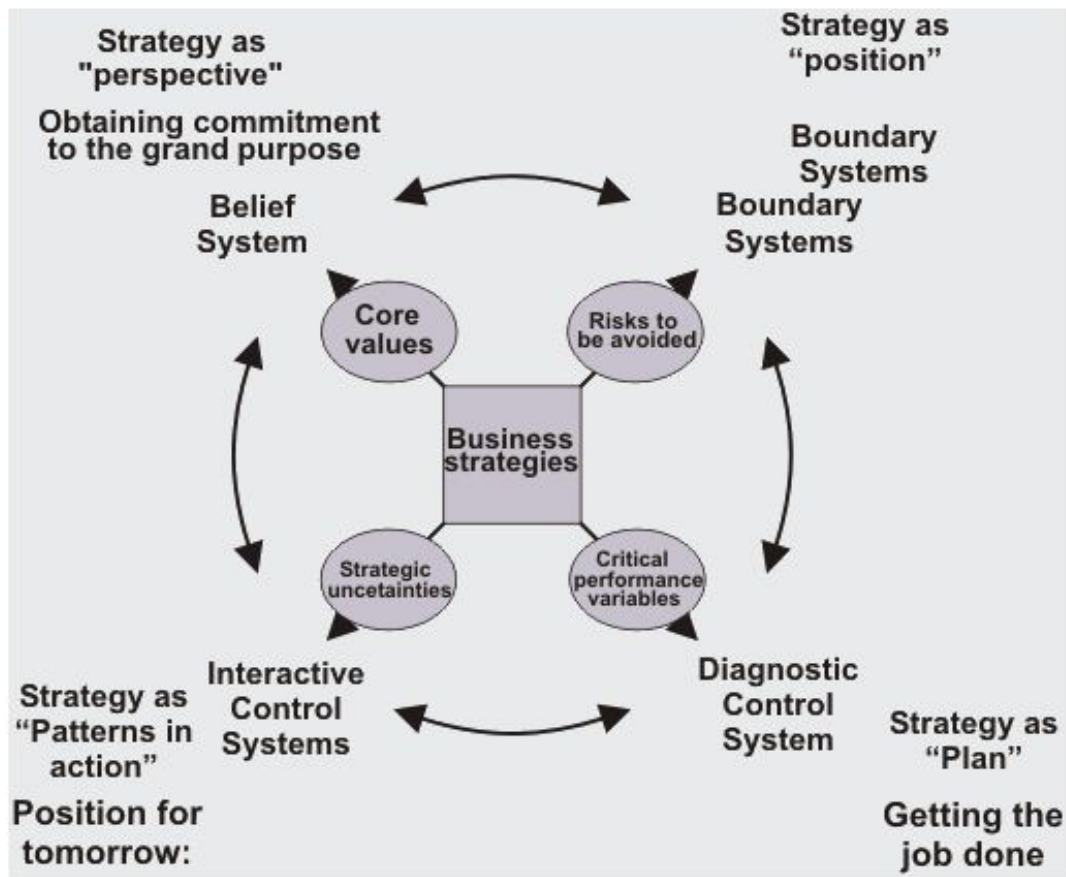 Strategy as
"perspective"
Obtaining commitment
to the grand purpose
Belief
System
Strategy as
“position”
Boundary
Systems
Boundary
Systems
Core
values
Risks to
be avoided
Business
strategies
Strategic
uncetainties
Critical
performance
variables
Interactive
Control
Systems
Diagnostic
Control
System
Strategy as
“Patterns in
action”
Position for
tomorrow:
Strategy as
“Plan”
Getting the
job done